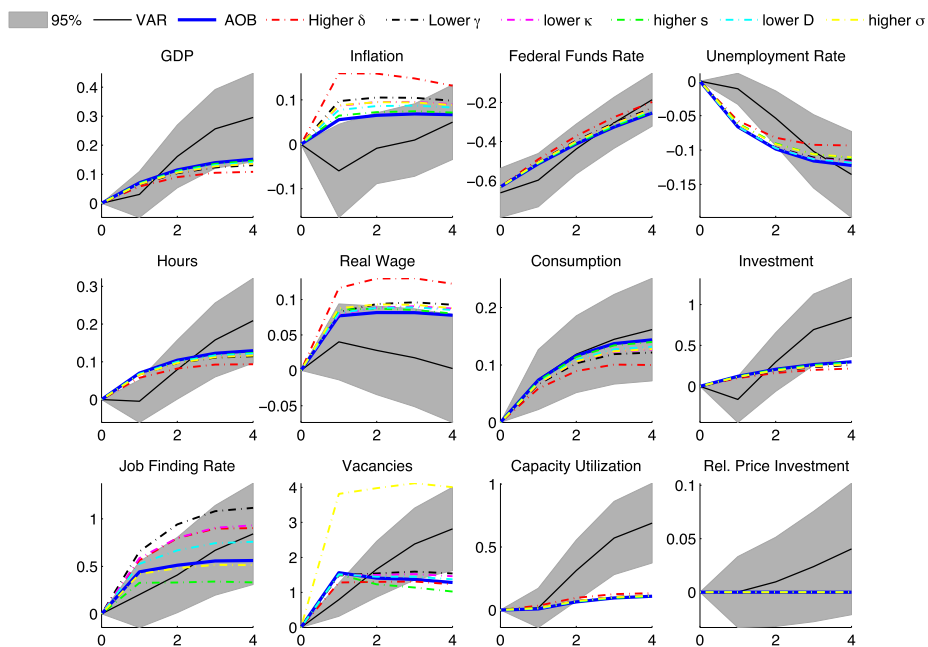 95% VAR AOB Higher δ Lower γ lower κ higher s lower D higher σ
GDP Inflation Federal Funds Rate Unemployment Rate
0.4
0.3
0.2
0.1
0
0 2 4
0.1
0
−0.1
0 2 4
−0.2
−0.4
−0.6
0 2 4
0
−0.05
−0.1
−0.15
0 2 4
Hours Real Wage Consumption Investment
0.3
0.2
0.1
0
0 2 4
0.1
0.05
0
−0.05
0 2 4
0.2
0.1
0
0 2 4
1
0.5
0
0 2 4
Job Finding Rate Vacancies Capacity Utilization Rel. Price Investment
1
0.5
0
0 2 4
4
3
2
1
0
0 2 4
1
0.5
0
0 2 4
0.1
0.05
0
0 2 4